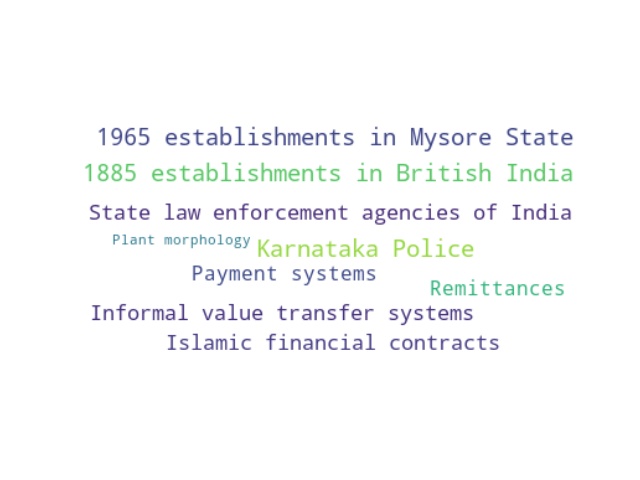 1965 establishments in Mysore State
1885 establishments in British India
State law enforcement agencies of India
Plant morphology
Karnataka Police
Payment systems
Remittances
Informal value transfer systems
Islamic financial contracts